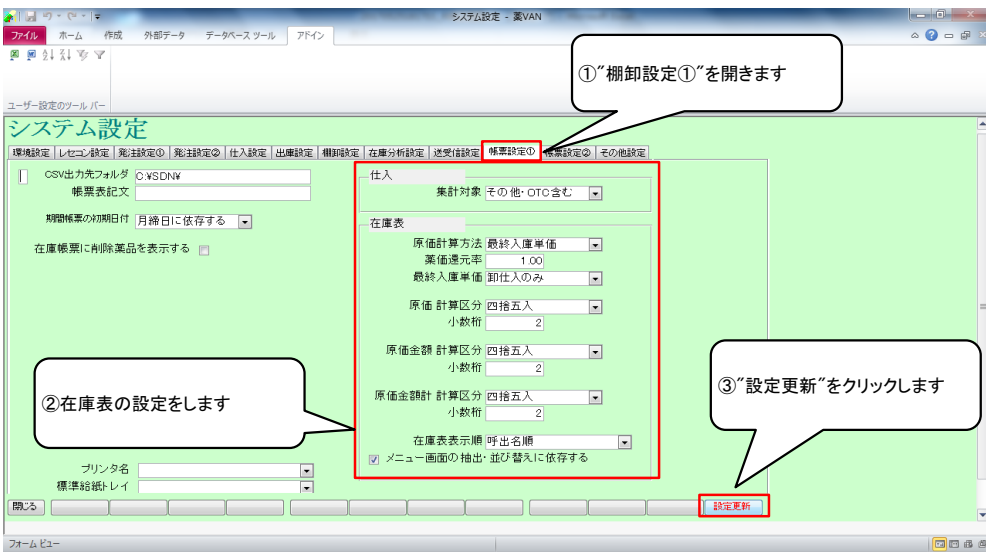 システム設定 - 薬VAN
ファイル ホーム 作成 外部データ データベース ツール アドイン
ユーザー設定のツール バー
①”棚卸設定①”を開きます
システム設定
環境設定 レセコン設定 発注設定① 発注設定② 仕入設定 出庫設定 棚卸設定 在庫分析設定 送受信設定 帳票設定① 帳票設定② その他設定
CSV出力先フォルダ C:¥SDN¥
帳票表記文
期間帳票の初期日付 月締日に依存する
在庫帳票に削除薬品を表示する
仕入
集計対象 その他・OTC含む
在庫表
原価計算方法 最終入庫単価
薬価還元率 1.00
最終入庫単価 卸仕入のみ
原価 計算区分 四捨五入
小数桁 2
原価金額 計算区分 四捨五入
小数桁 2
原価金額計 計算区分 四捨五入
小数桁 2
在庫表表示順 呼出名順
メニュー画面の抽出・並び替えに依存する
②在庫表の設定をします
③”設定更新”をクリックします
プリンタ名
標準給紙トレイ
閉じる 設定更新
フォーム ビュー